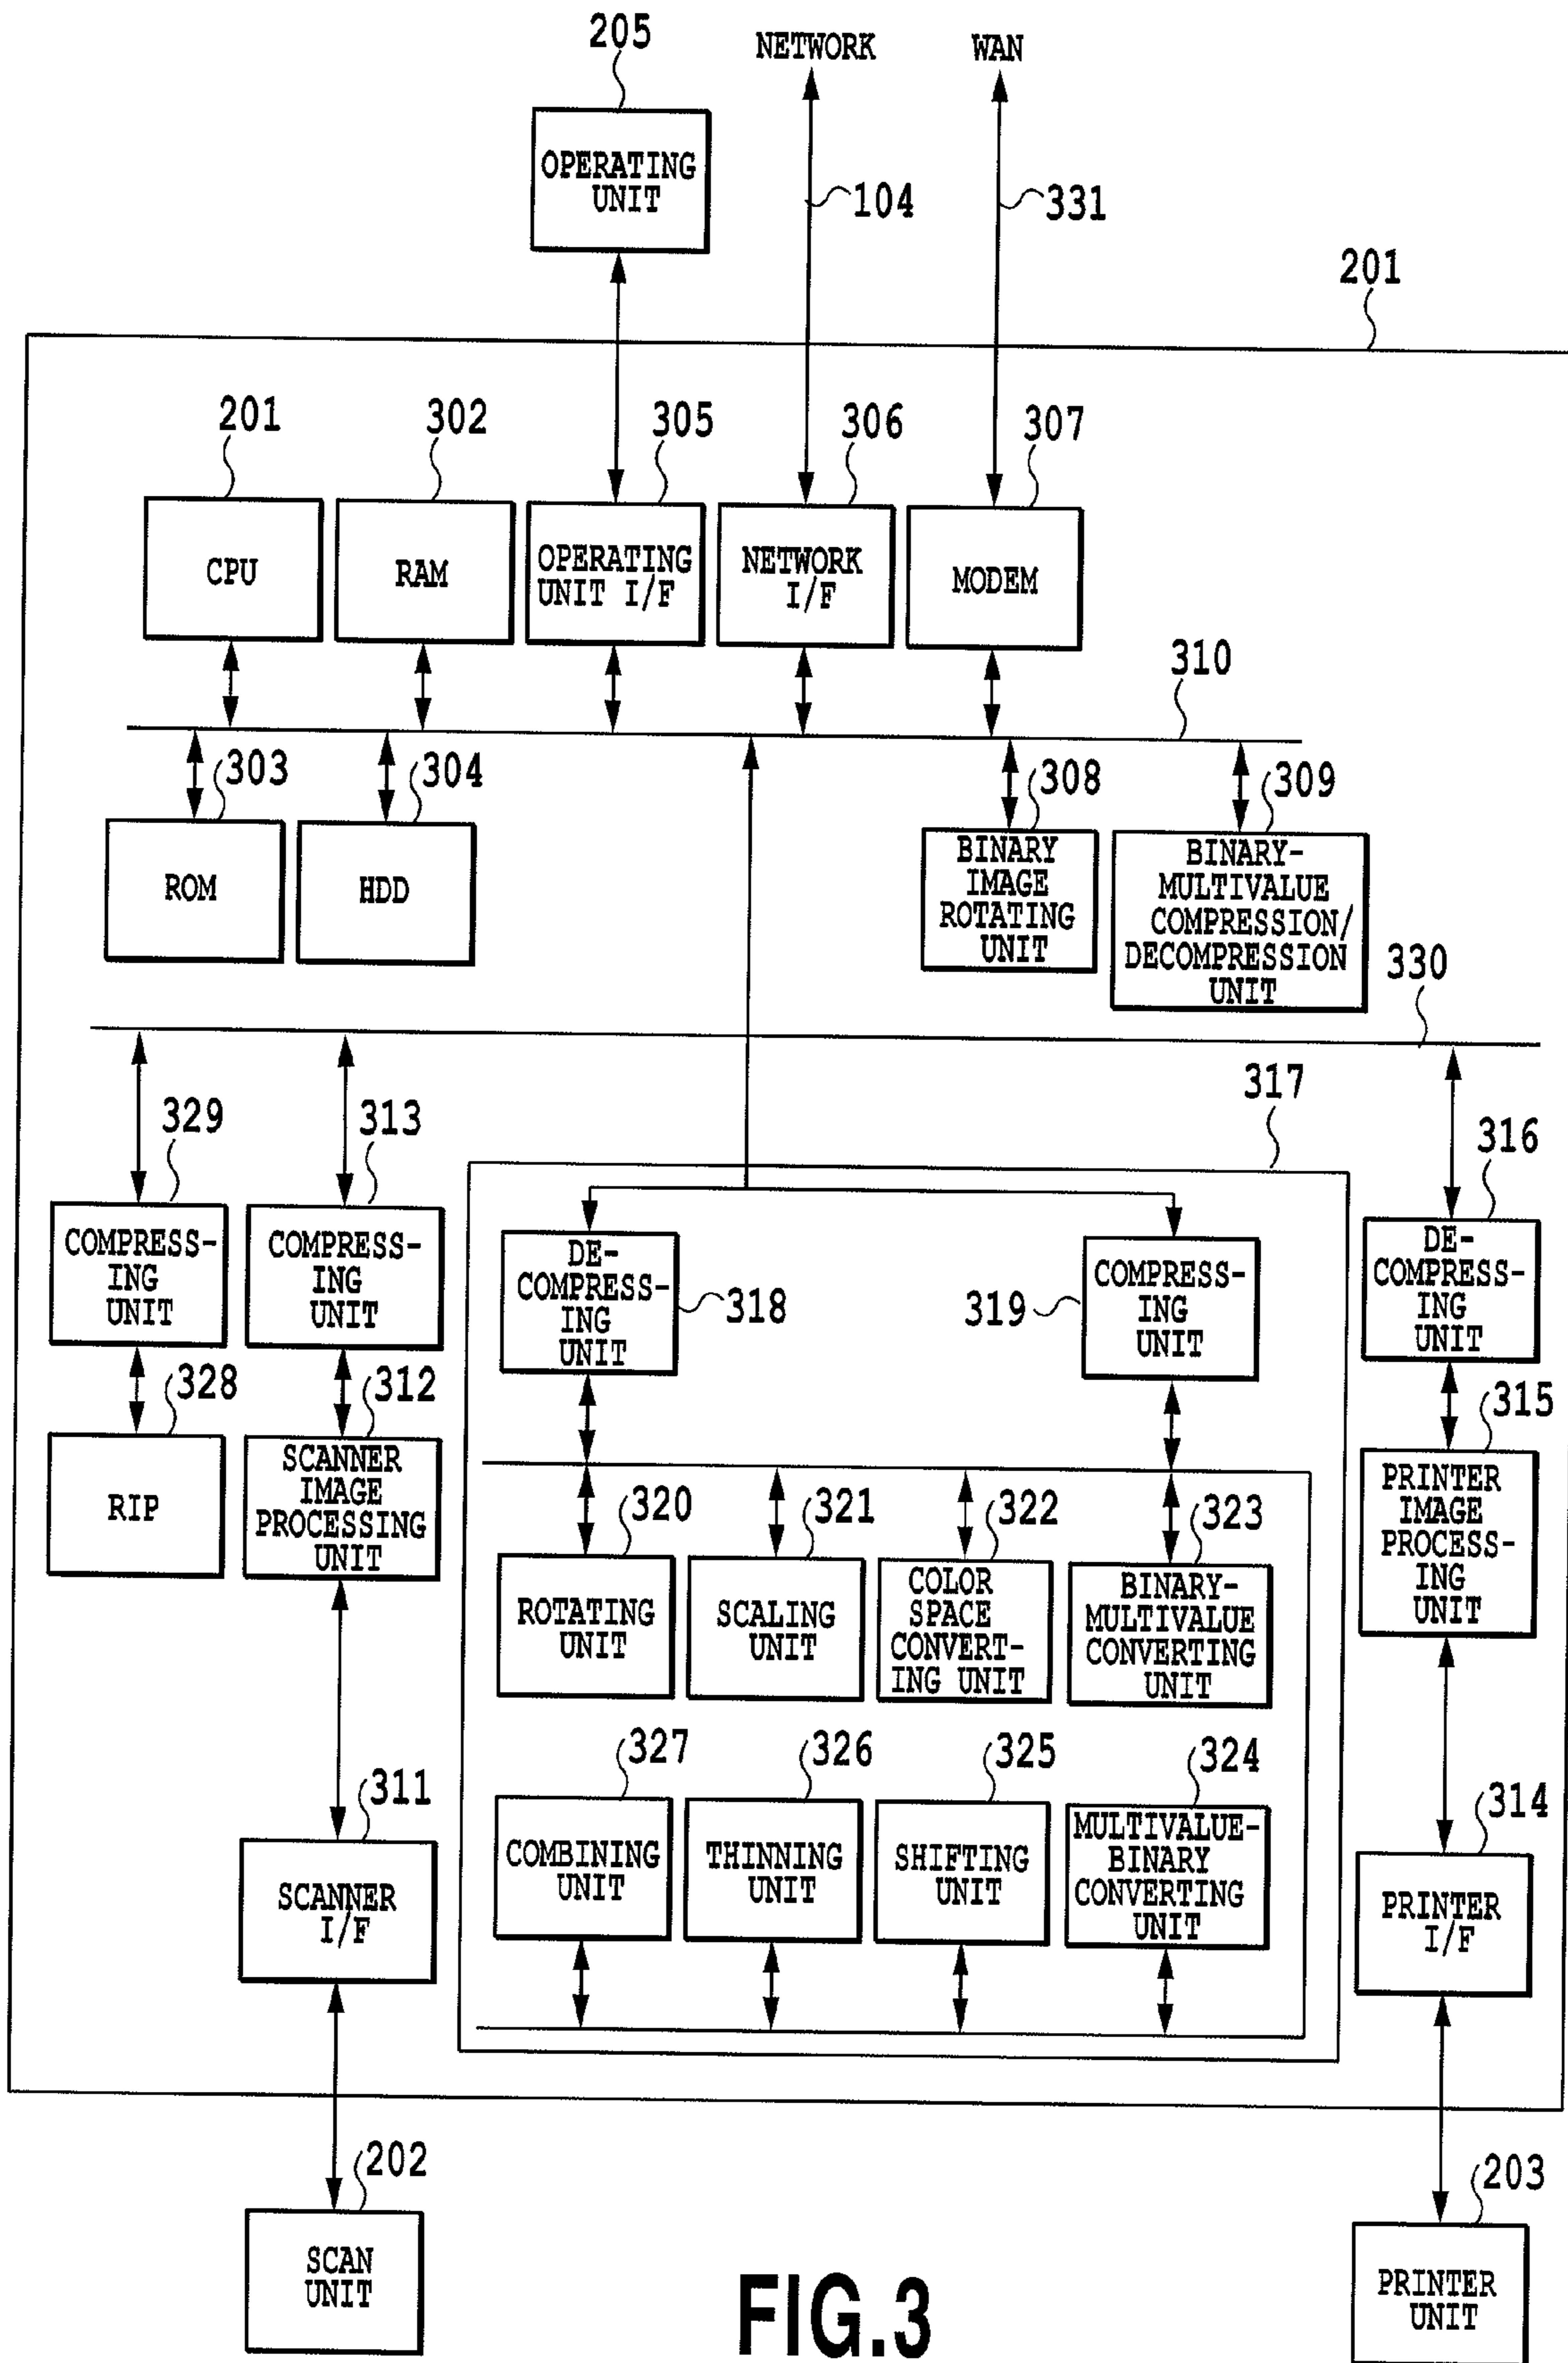 205
NETWORK
WAN
OPERATING
UNIT
104
331
201
201
302
305
306
307
CPU
RAM
OPERATING
UNIT I/F
NETWORK
I/F
MODEM
310
303
304
308
309
ROM
HDD
BINARY
IMAGE
ROTATING
UNIT
BINARY-
MULTIVALUE
COMPRESSION/
DECOMPRESSION
UNIT
330
317
329
313
316
COMPRESS-
ING
UNIT
COMPRESS-
ING
UNIT
DE-
COMPRESS-
ING
UNIT
318
319
COMPRESS-
ING
UNIT
DE-
COMPRESS-
ING
UNIT
328
312
315
RIP
SCANNER
IMAGE
PROCESSING
UNIT
320
321
322
323
PRINTER
IMAGE
PROCESS-
ING
UNIT
ROTATING
UNIT
SCALING
UNIT
COLOR
SPACE
CONVERT-
ING UNIT
BINARY-
MULTIVALUE
CONVERTING
UNIT
327
326
325
324
311
314
COMBINING
UNIT
THINNING
UNIT
SHIFTING
UNIT
MULTIVALUE-
BINARY
CONVERTING
UNIT
SCANNER
I/F
PRINTER
I/F
202
203
SCAN
UNIT
PRINTER
UNIT
FIG.3